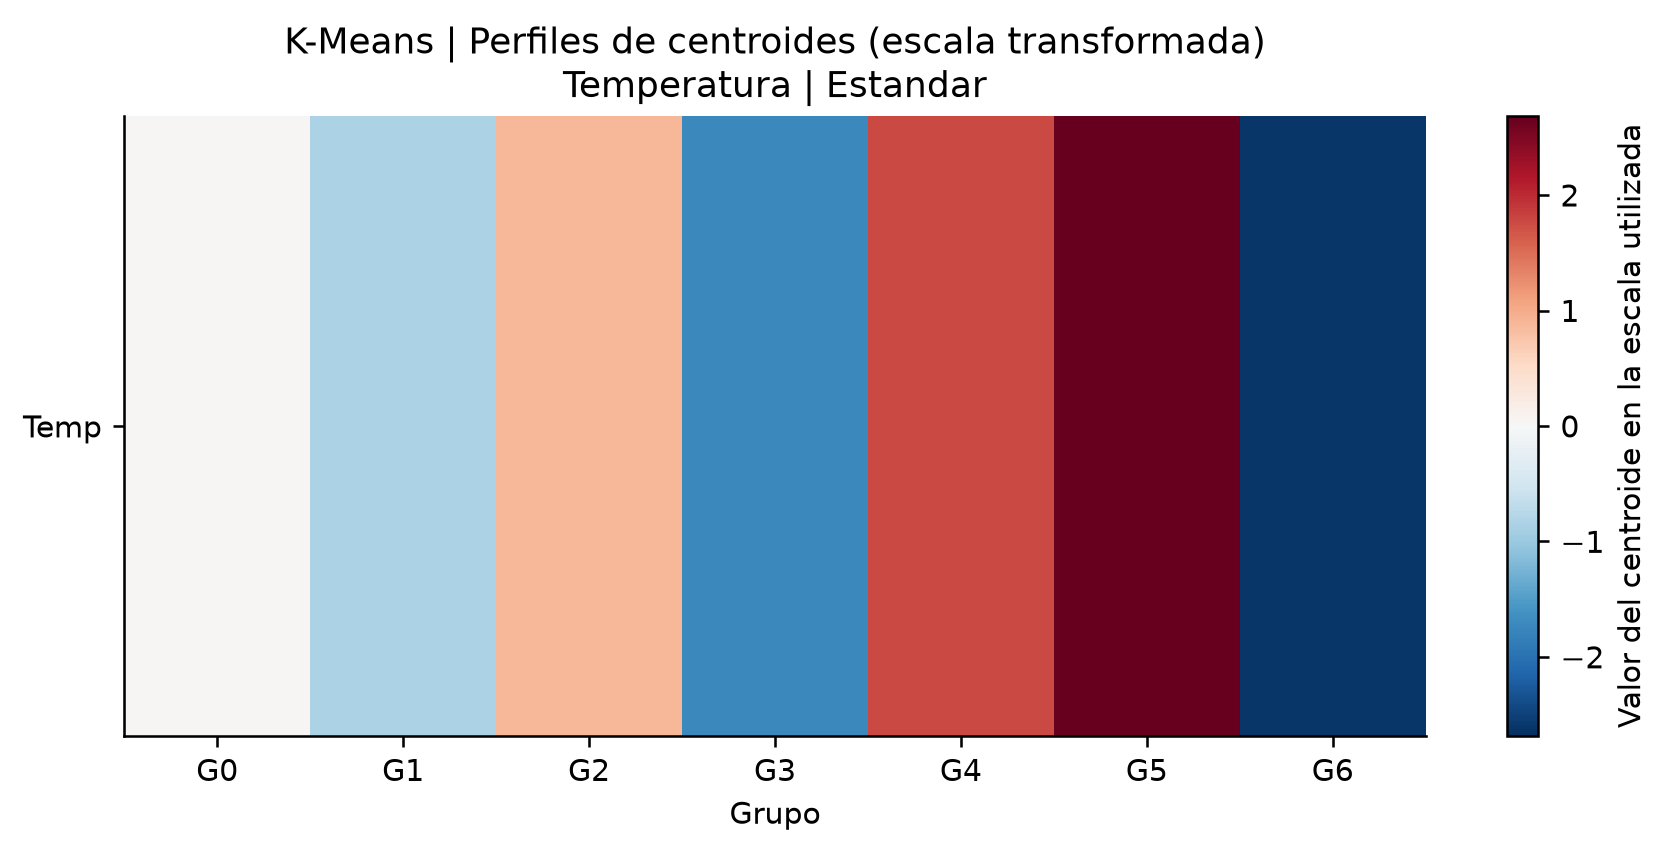 K-Means | Perfiles de centroides (escala transformada)
Temperatura | Estandar
Temp
G0 G1 G2 G3 G4 G5 G6
Grupo
2
1
0
−1
−2
Valor del centroide en la escala utilizada